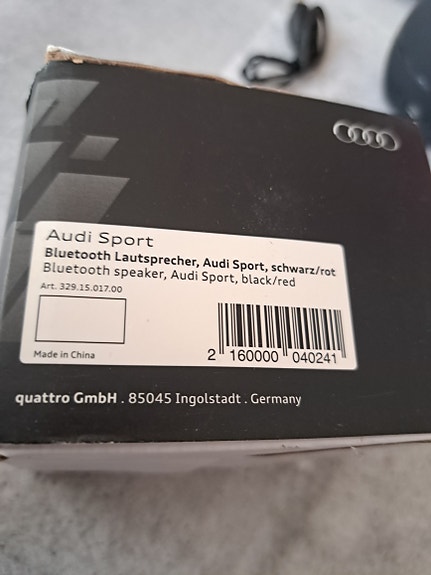 Audi Sport
Bluetooth Lautsprecher, Audi Sport, schwarz/rot
Bluetooth speaker, Audi Sport, black/red
Art. 329.15.017.00
Made in China
2 160000 040241
quattro GmbH . 85045 Ingolstadt . Germany